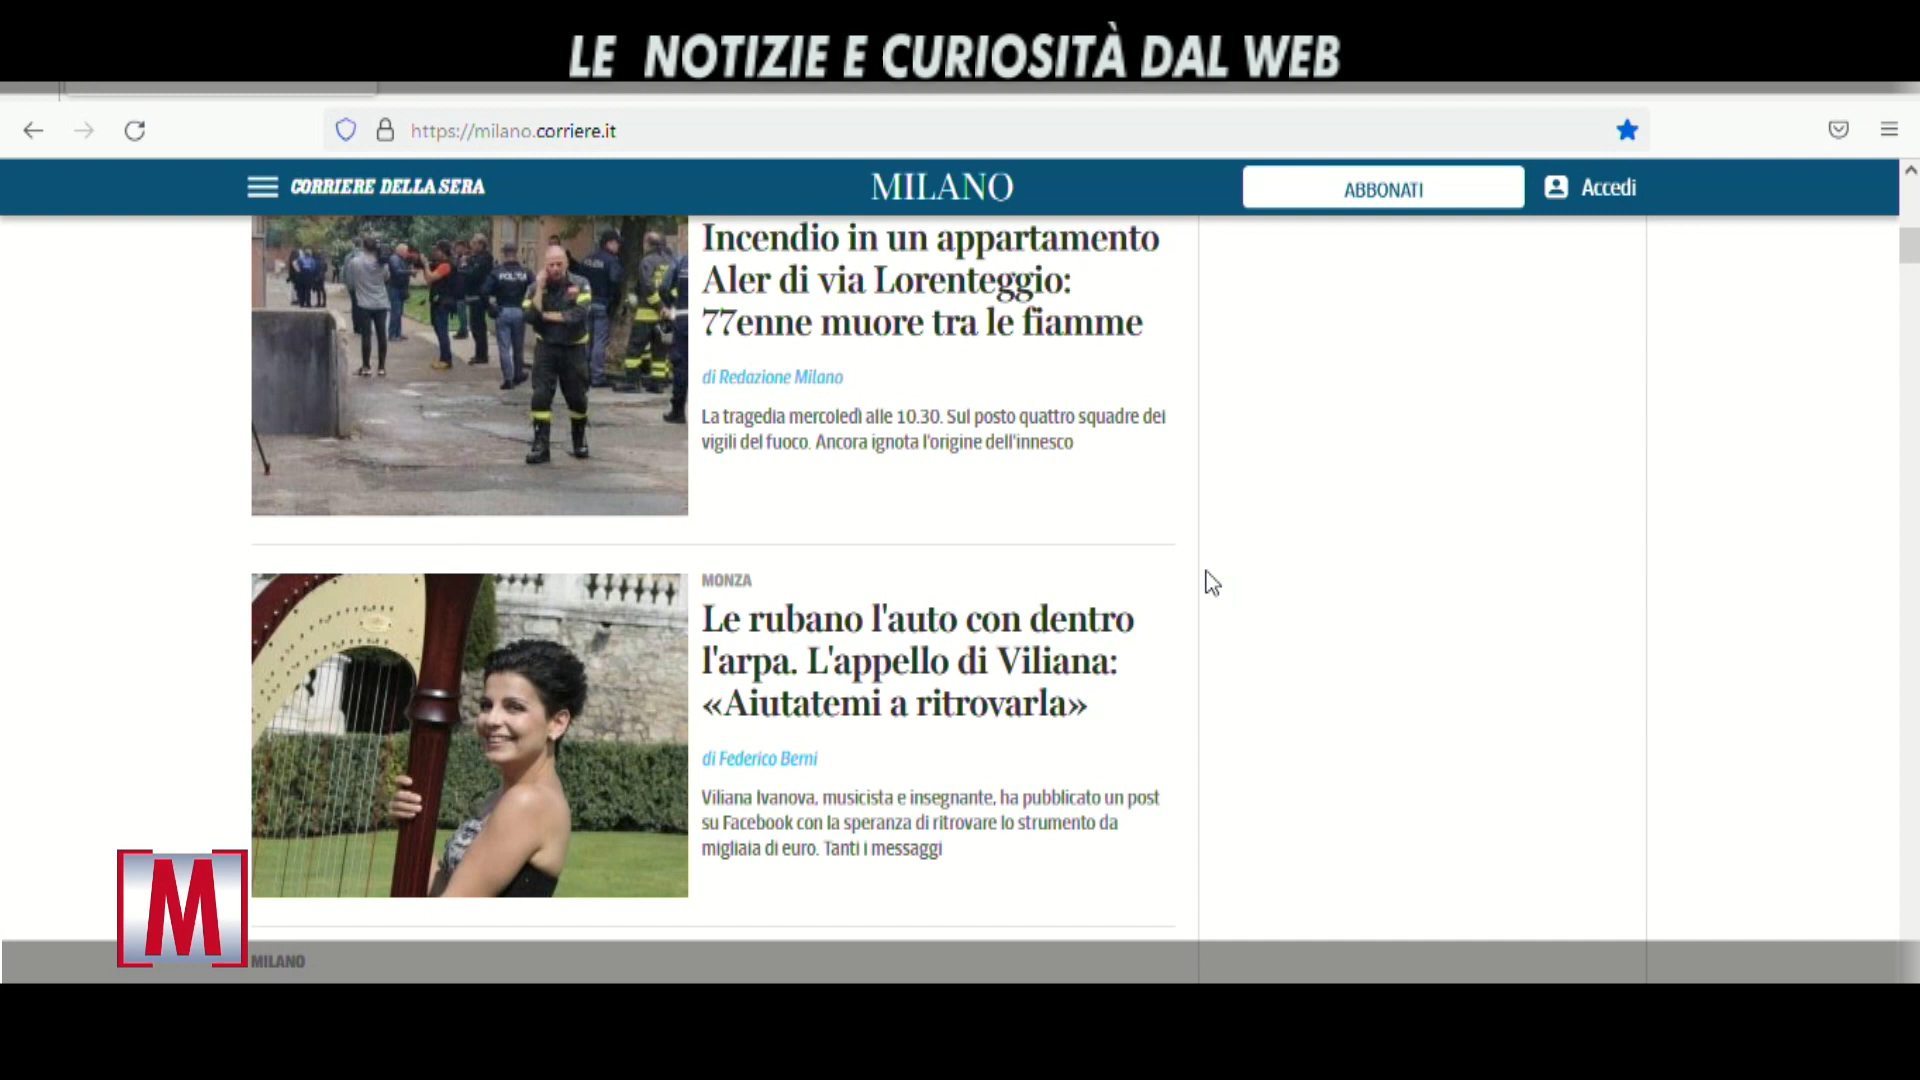 LE NOTIZIE E CURIOSITÀ DAL WEB
https://milano.corriere.it
CORRIERE DELLA SERA
MILANO
ABBONATI
Accedi
POLIZIA
Incendio in un appartamento
Aler di via Lorenteggio:
77enne muore tra le fiamme
di Redazione Milano
La tragedia mercoledì alle 10.30. Sul posto quattro squadre dei
vigili del fuoco. Ancora ignota l'origine dell'innesco
MONZA
Le rubano l'auto con dentro
l'arpa. L'appello di Viliana:
«Aiutatemi a ritrovarla»
di Federico Berni
Viliana Ivanova, musicista e insegnante, ha pubblicato un post
su Facebook con la speranza di ritrovare lo strumento da
migliaia di euro. Tanti i messaggi
M
MILANO